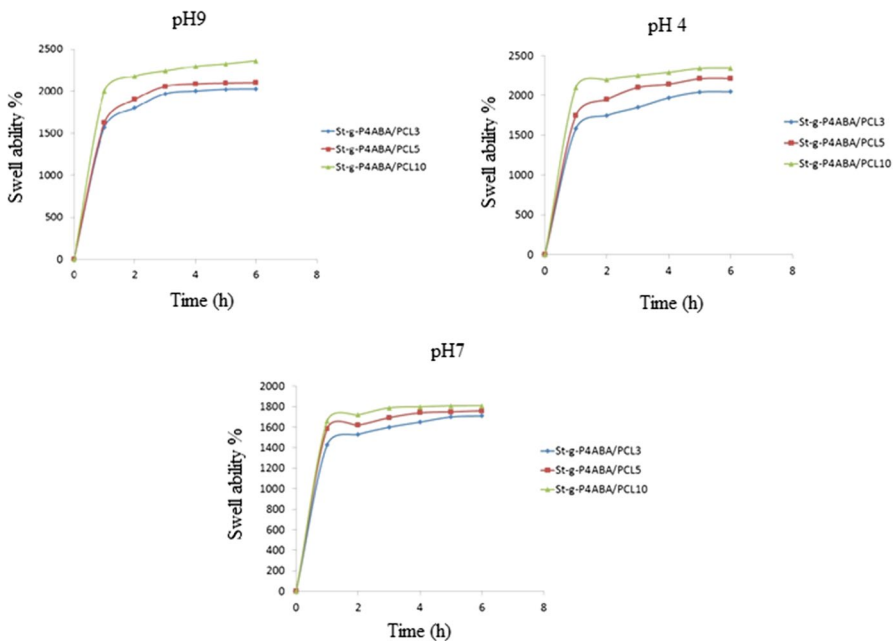 pH9
Swell ability %
2500
2000
1500
1000
500
0
0 2 4 6 8
Time (h)
St-g-P4ABA/PCL3
St-g-P4ABA/PCL5
St-g-P4ABA/PCL10
pH 4
Swell ability %
2500
2000
1500
1000
500
0
0 2 4 6 8
Time (h)
St-g-P4ABA/PCL3
St-g-P4ABA/PCL5
St-g-P4ABA/PCL10
pH7
Swell ability %
2000
1800
1600
1400
1200
1000
800
600
400
200
0
0 2 4 6 8
Time (h)
St-g-P4ABA/PCL3
St-g-P4ABA/PCL5
St-g-P4ABA/PCL10